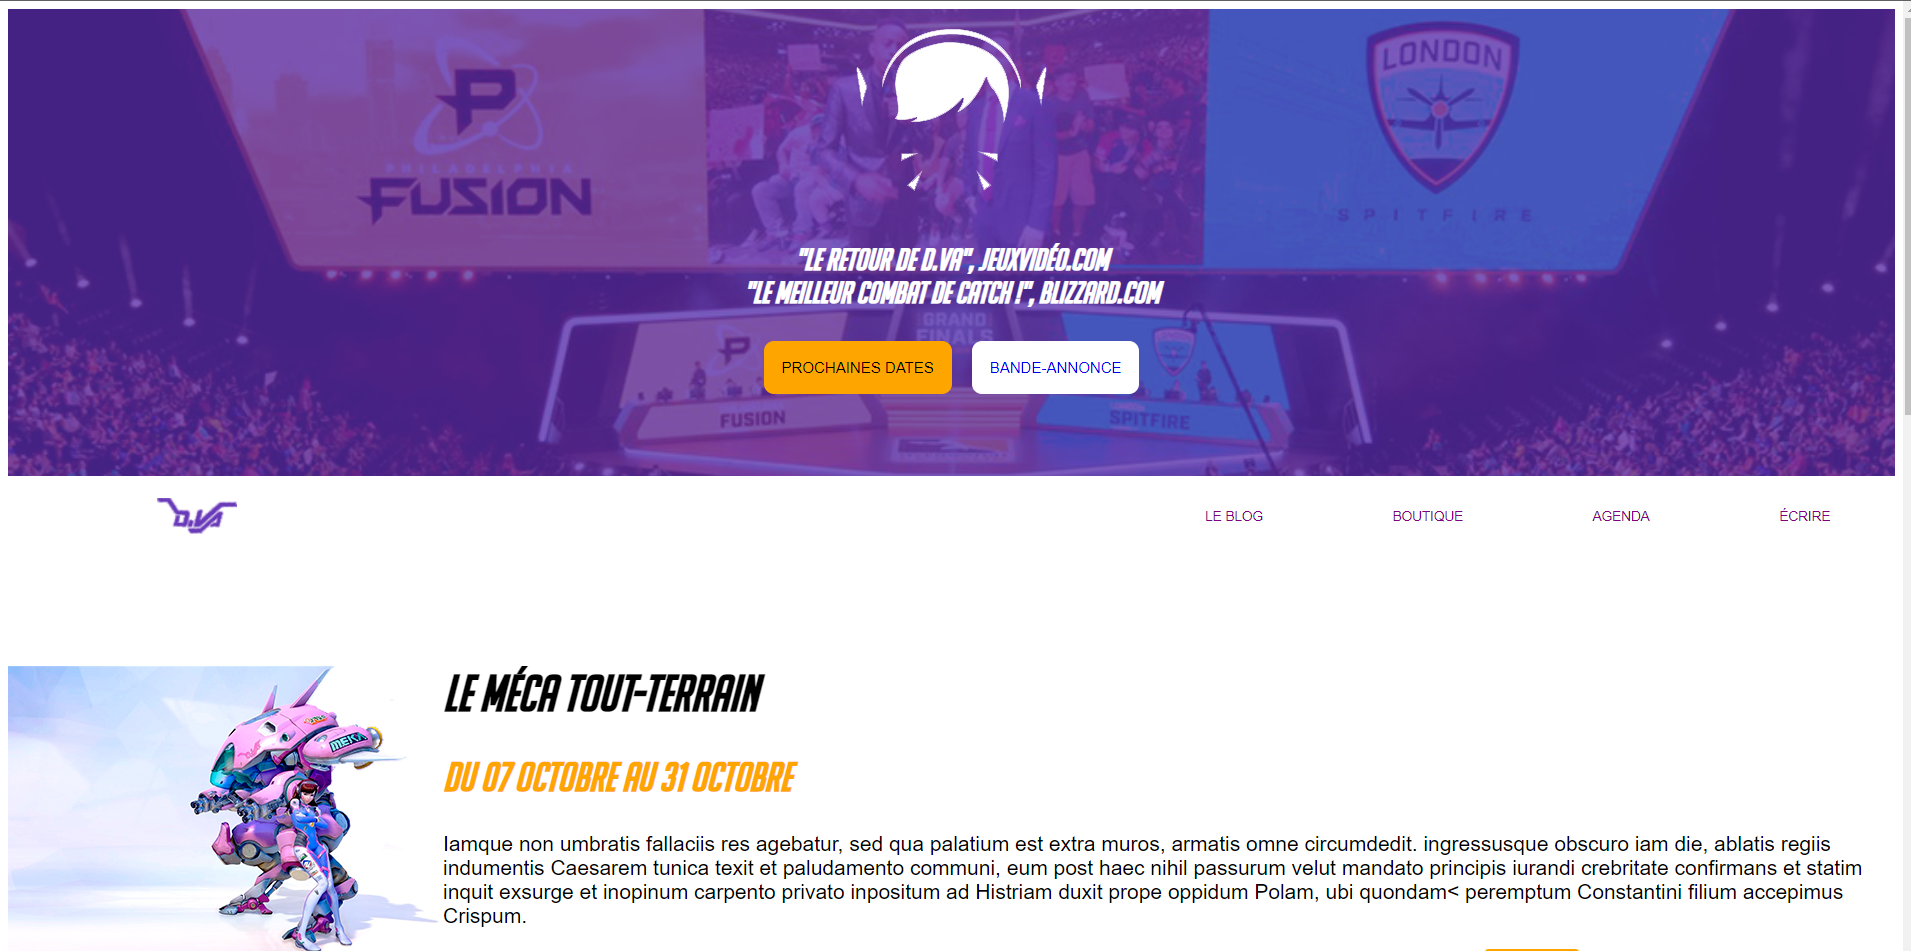 P
PHILADELPHIA
FUSION
LONDON
SPITFIRE
"LE RETOUR DE D.VA", JEUXVIDÉO.COM
"LE MEILLEUR COMBAT DE CATCH !", BLIZZARD.COM
GRAND
FINALS
PROCHAINES DATES
BANDE-ANNONCE
FUSION
SPITFIRE
D.VA
LE BLOG
BOUTIQUE
AGENDA
ÉCRIRE
MEKA
LE MÉCA TOUT-TERRAIN
DU 07 OCTOBRE AU 31 OCTOBRE
Iamque non umbratis fallaciis res agebatur, sed qua palatium est extra muros, armatis omne circumdedit. ingressusque obscuro iam die, ablatis regiis
indumentis Caesarem tunica texit et paludamento communi, eum post haec nihil passurum velut mandato principis iurandi crebritate confirmans et statim
inquit exsurge et inopinum carpento privato inpositum ad Histriam duxit prope oppidum Polam, ubi quondam< peremptum Constantini filium accepimus
Crispum.